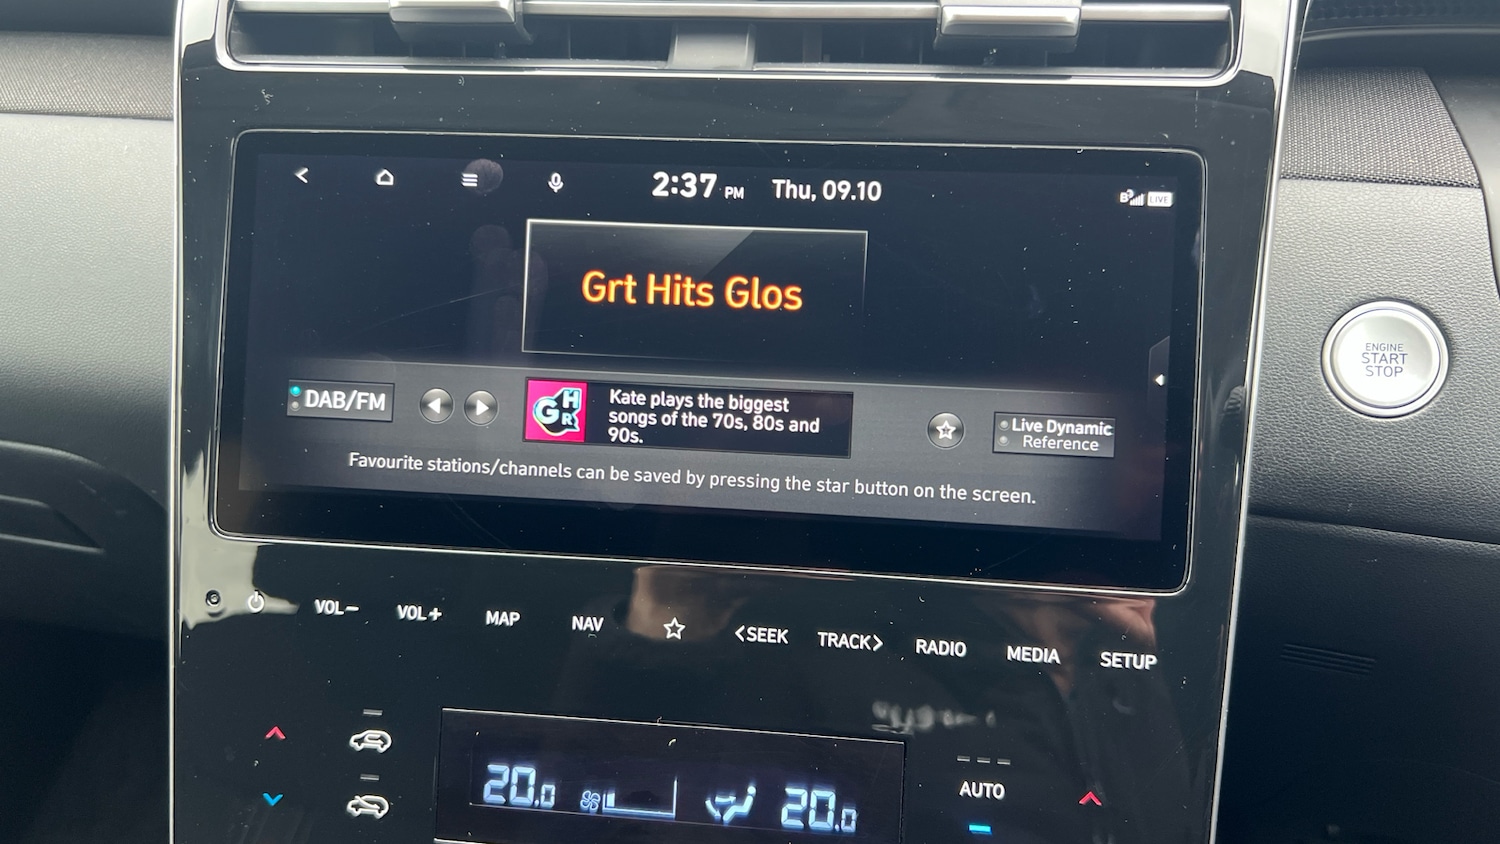 2:37 PM Thu, 09.10
B LIVE
Grt Hits Glos
DAB/FM
GHR
Kate plays the biggest
songs of the 70s, 80s and
90s.
Live Dynamic
Reference
Favourite stations/channels can be saved by pressing the star button on the screen.
ENGINE
START
STOP
VOL− VOL+ MAP NAV <SEEK TRACK> RADIO MEDIA SETUP
20.0 20.0
AUTO